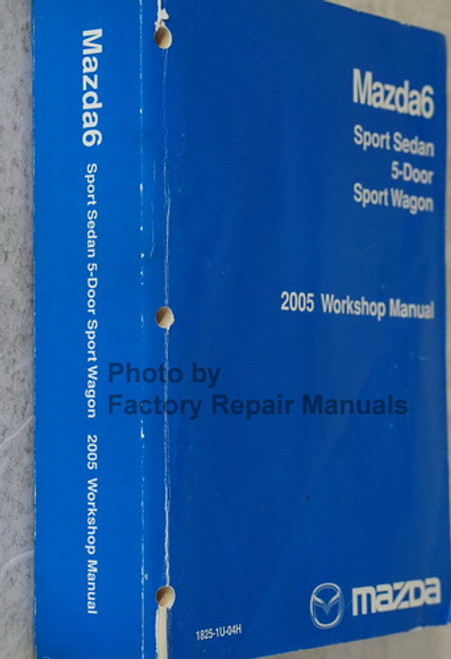 Mazda6 Sport Sedan 5-Door Sport Wagon 2005 Workshop Manual
Mazda6
Sport Sedan
5-Door
Sport Wagon
2005 Workshop Manual
Photo by
Factory Repair Manuals
mazda
1825-1U-04H